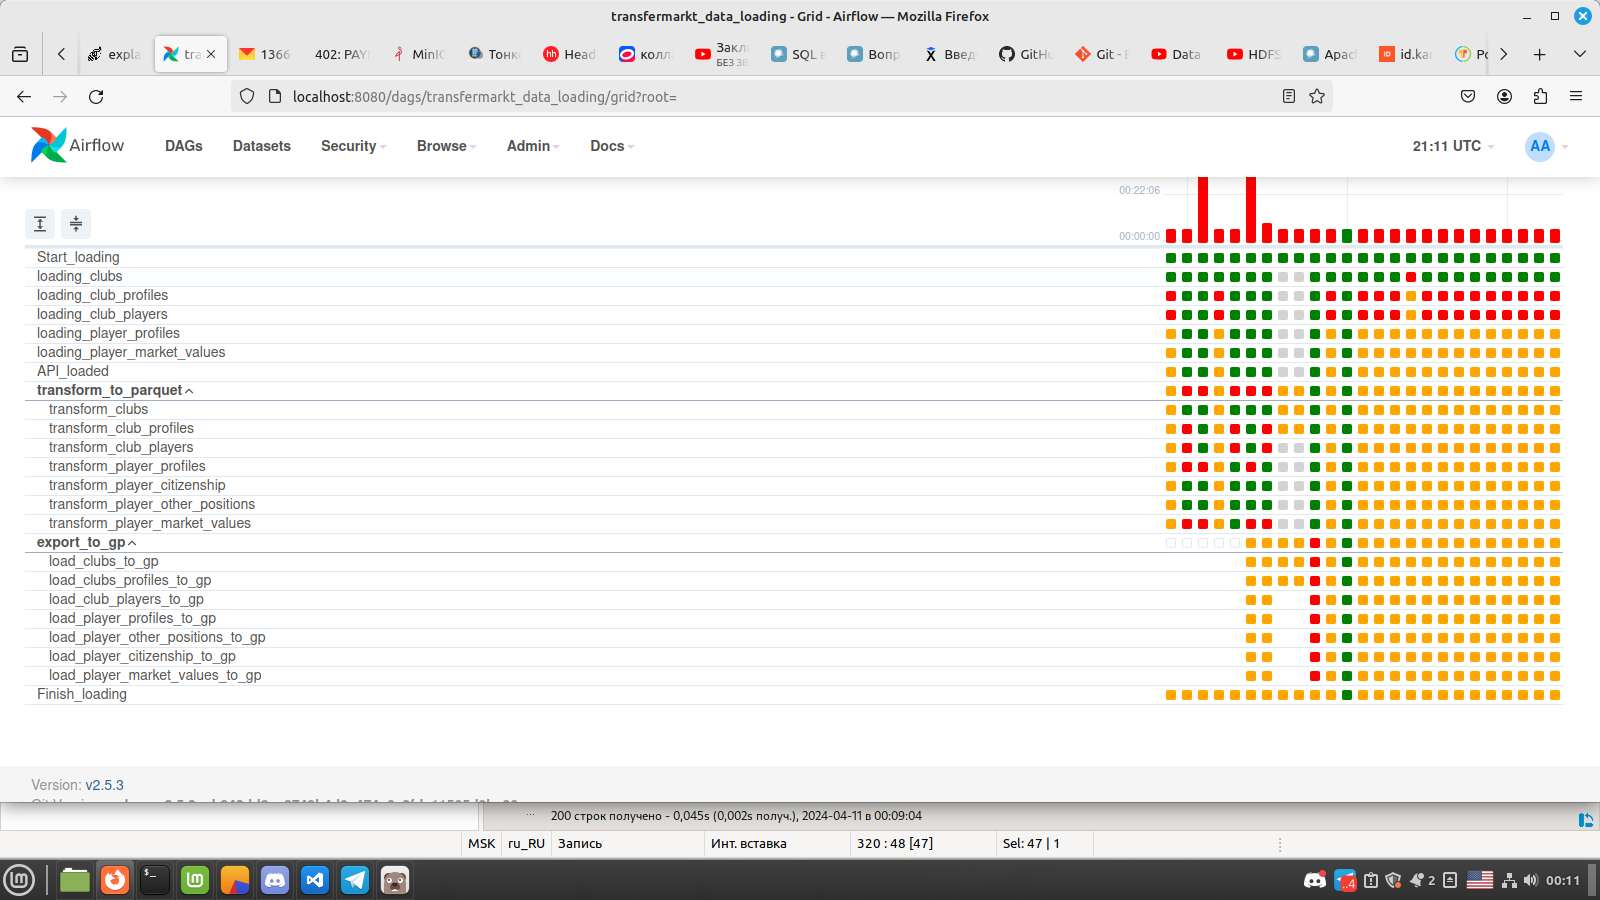 transfermarkt_data_loading - Grid - Airflow — Mozilla Firefox
expla
tra
1366
402: PAY
MiniC
Тонкс
hh
Head
колл
Закл
БЕЗ ЗВ
SQL в
Вопр
Введ
GitHu
Git - Б
Data
HDFS
Apac
ID
id.kar
Po
localhost:8080/dags/transfermarkt_data_loading/grid?root=
Airflow
DAGs
Datasets
Security
Browse
Admin
Docs
21:11 UTC
AA
00:22:06
00:00:00
Start_loading
loading_clubs
loading_club_profiles
loading_club_players
loading_player_profiles
loading_player_market_values
API_loaded
transform_to_parquet
transform_clubs
transform_club_profiles
transform_club_players
transform_player_profiles
transform_player_citizenship
transform_player_other_positions
transform_player_market_values
export_to_gp
load_clubs_to_gp
load_clubs_profiles_to_gp
load_club_players_to_gp
load_player_profiles_to_gp
load_player_other_positions_to_gp
load_player_citizenship_to_gp
load_player_market_values_to_gp
Finish_loading
Version: v2.5.3
200 строк получено - 0,045s (0,002s получ.), 2024-04-11 в 00:09:04
MSK
ru_RU
Запись
Инт. вставка
320 : 48 [47]
Sel: 47 | 1
2
00:11